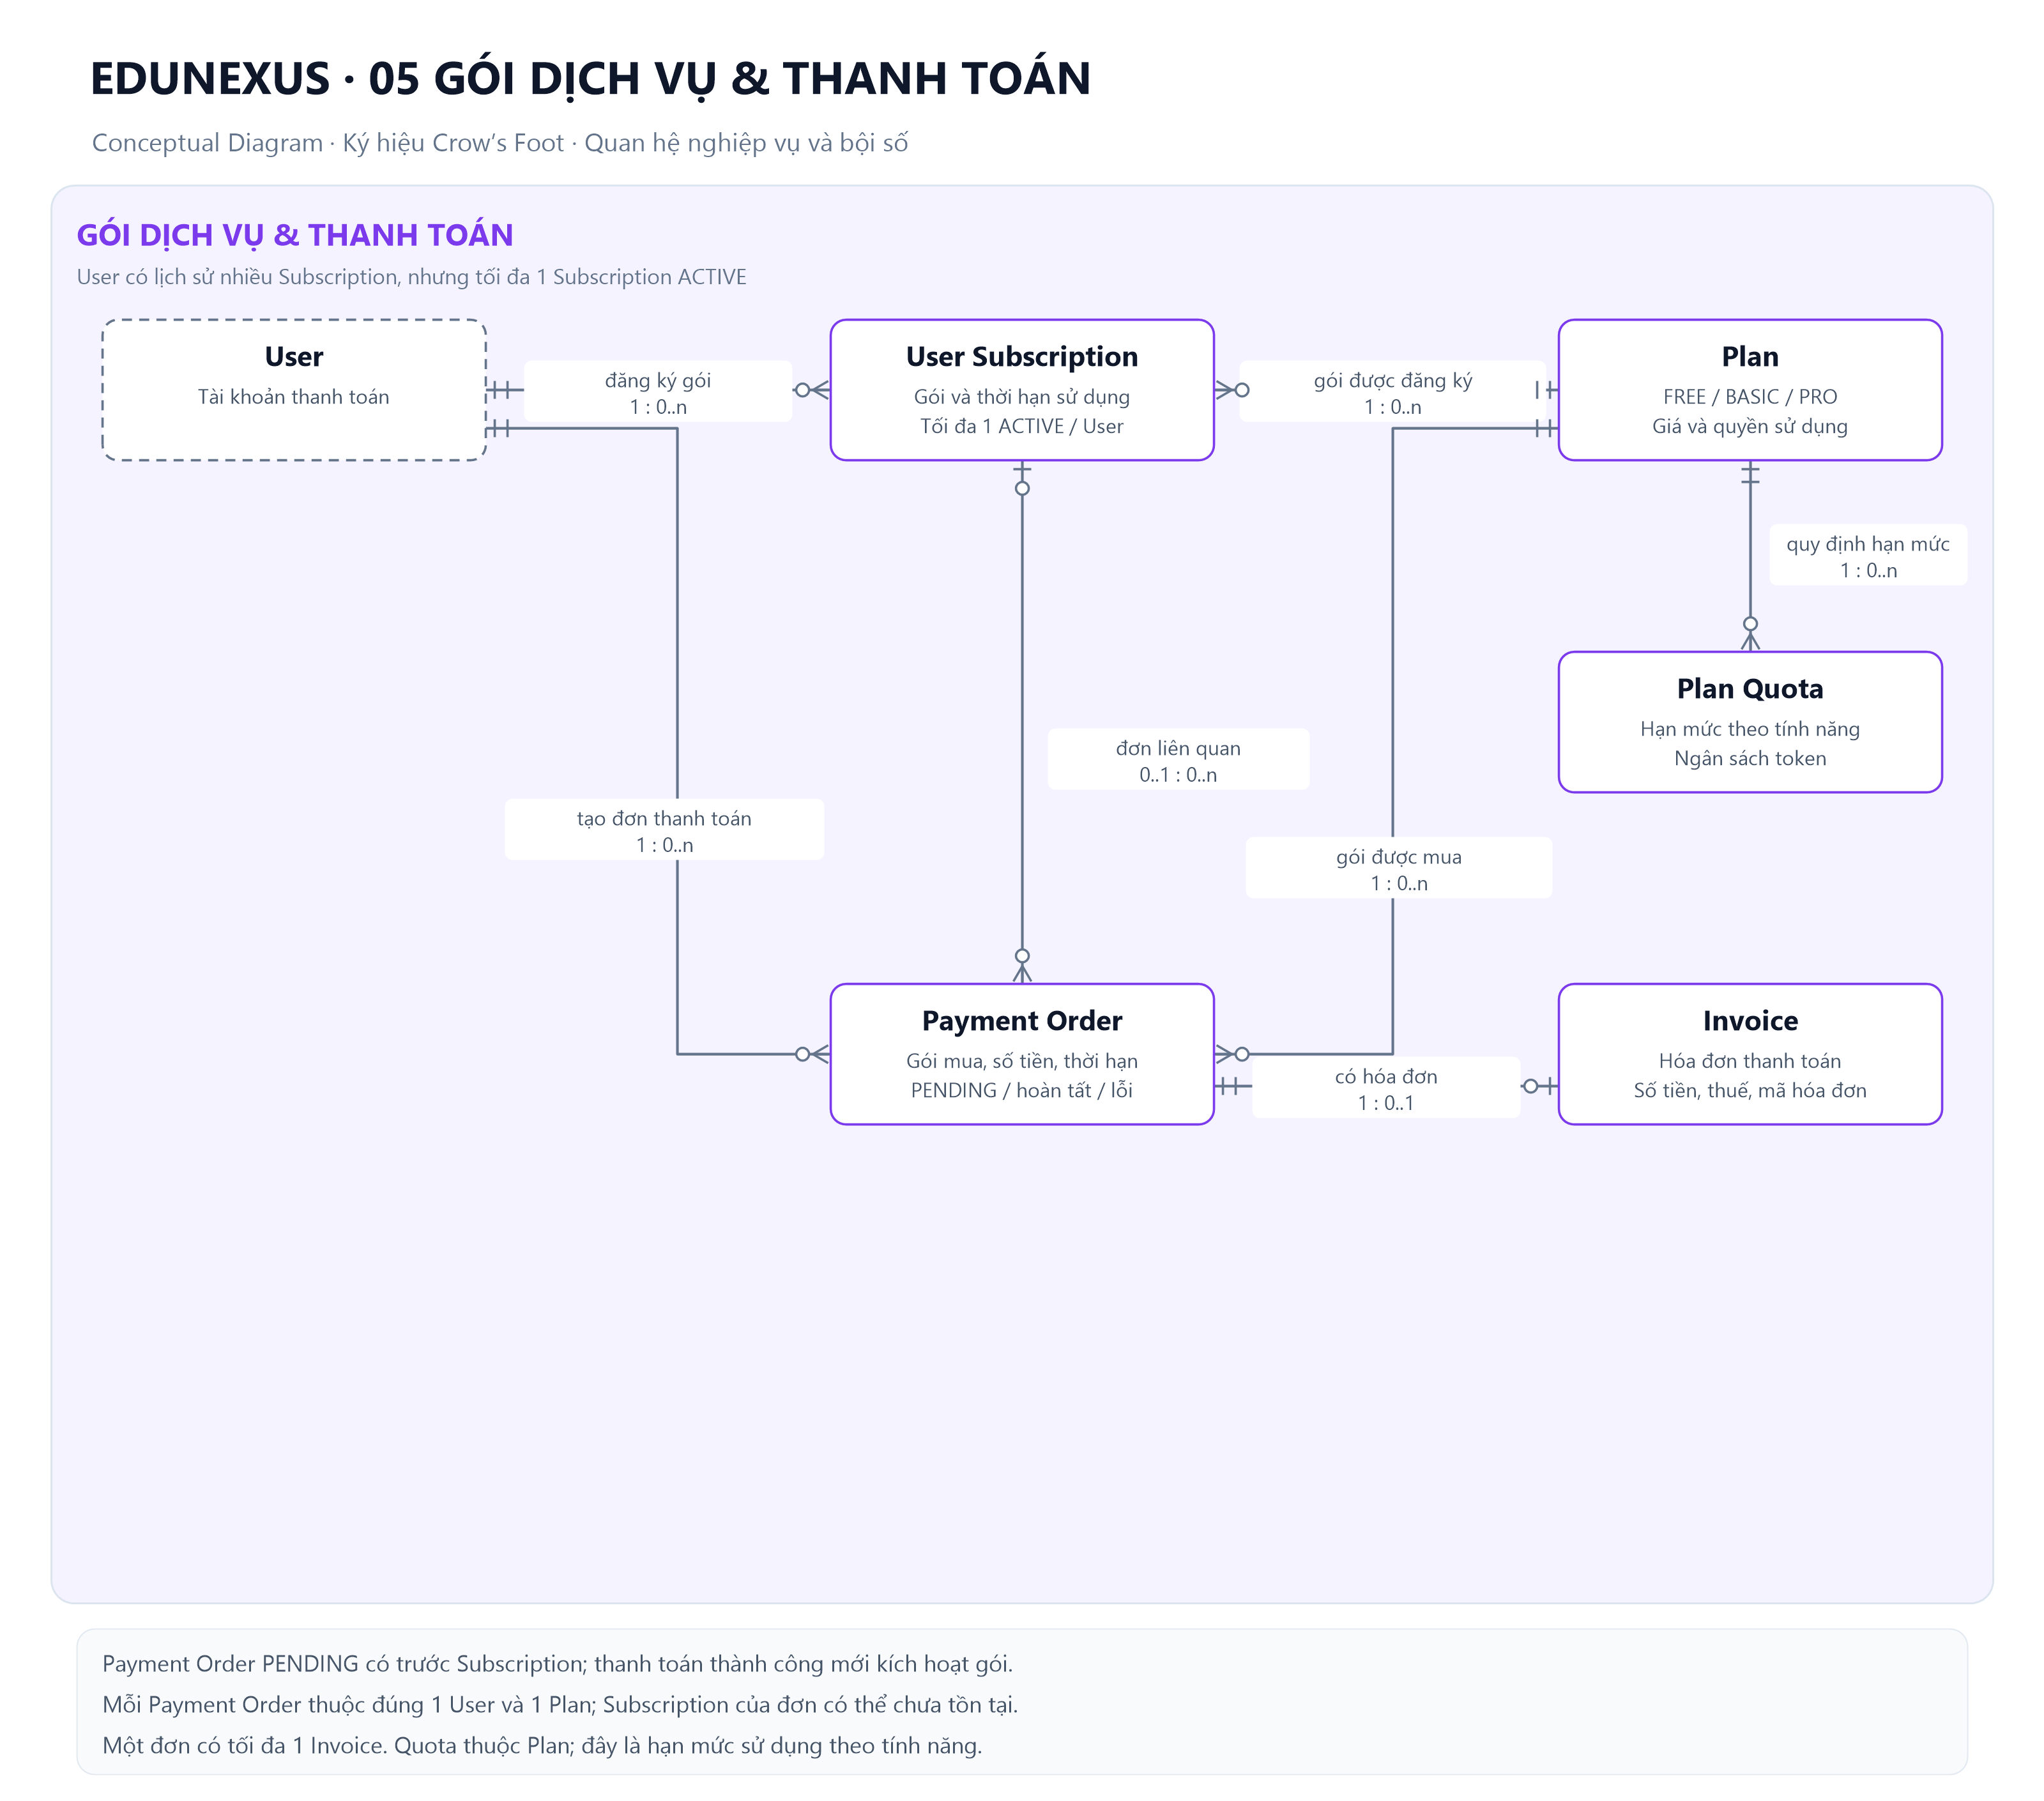 EDUNEXUS · 05 GÓI DỊCH VỤ & THANH TOÁN
Conceptual Diagram · Ký hiệu Crow’s Foot · Quan hệ nghiệp vụ và bội số
GÓI DỊCH VỤ & THANH TOÁN
User có lịch sử nhiều Subscription, nhưng tối đa 1 Subscription ACTIVE
User
Tài khoản thanh toán
đăng ký gói
1 : 0..n
User Subscription
Gói và thời hạn sử dụng
Tối đa 1 ACTIVE / User
gói được đăng ký
1 : 0..n
Plan
FREE / BASIC / PRO
Giá và quyền sử dụng
quy định hạn mức
1 : 0..n
Plan Quota
Hạn mức theo tính năng
Ngân sách token
đơn liên quan
0..1 : 0..n
tạo đơn thanh toán
1 : 0..n
gói được mua
1 : 0..n
Payment Order
Gói mua, số tiền, thời hạn
PENDING / hoàn tất / lỗi
có hóa đơn
1 : 0..1
Invoice
Hóa đơn thanh toán
Số tiền, thuế, mã hóa đơn
Payment Order PENDING có trước Subscription; thanh toán thành công mới kích hoạt gói.
Mỗi Payment Order thuộc đúng 1 User và 1 Plan; Subscription của đơn có thể chưa tồn tại.
Một đơn có tối đa 1 Invoice. Quota thuộc Plan; đây là hạn mức sử dụng theo tính năng.